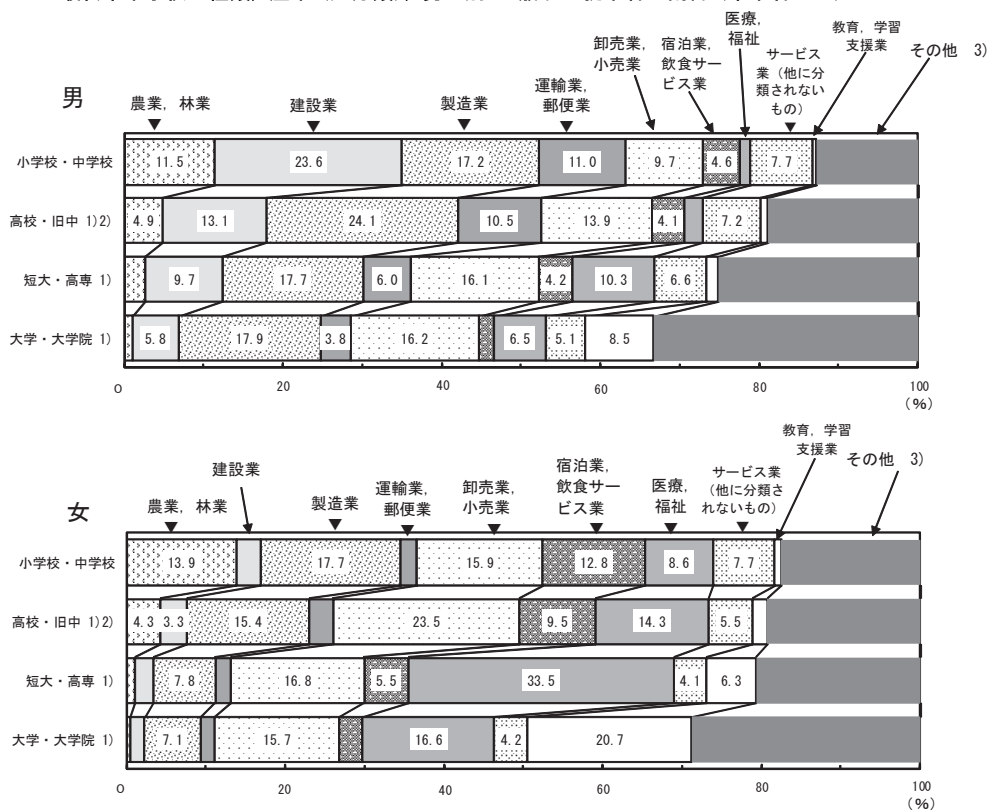 男
農業，林業
建設業
製造業
運輸業，
郵便業
卸売業，
小売業
宿泊業，
飲食サー
ビス業
医療，
福祉
サービス
業（他に分
類されない
もの）
教育，学習
支援業
その他 3)
小学校・中学校 11.5 23.6 17.2 11.0 9.7 4.6 7.7
高校・旧中 1)2) 4.9 13.1 24.1 10.5 13.9 4.1 7.2
短大・高専 1) 9.7 17.7 6.0 16.1 4.2 10.3 6.6
大学・大学院 1) 5.8 17.9 3.8 16.2 6.5 5.1 8.5
0 20 40 60 80 100
(%)
女
農業，林業
建設業
製造業
運輸業，
郵便業
卸売業，
小売業
宿泊業，
飲食サー
ビス業
医療，
福祉
サービス業
（他に分類さ
れないもの）
教育，学習
支援業
その他 3)
小学校・中学校 13.9 17.7 15.9 12.8 8.6 7.7
高校・旧中 1)2) 4.3 3.3 15.4 23.5 9.5 14.3 5.5
短大・高専 1) 7.8 16.8 5.5 33.5 4.1 6.3
大学・大学院 1) 7.1 15.7 16.6 4.2 20.7
0 20 40 60 80 100
(%)